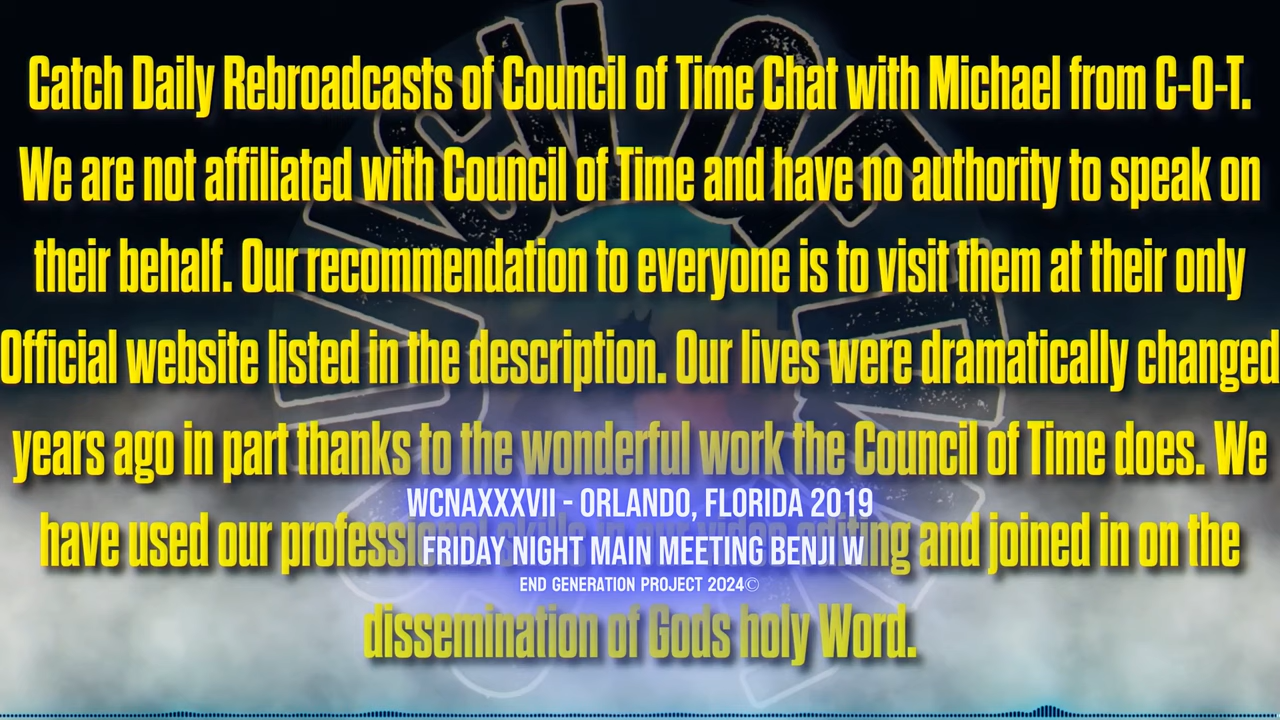 Catch Daily Rebroadcasts of Council of Time Chat with Michael from C-O-T.
We are not affiliated with Council of Time and have no authority to speak on
their behalf. Our recommendation to everyone is to visit them at their only
Official website listed in the description. Our lives were dramatically changed
years ago in part thanks to the wonderful work the Council of Time does. We
WCNAXXXVII - ORLANDO, FLORIDA 2019
have used our professional skills in our video editing and joined in on the
FRIDAY NIGHT MAIN MEETING BENJI W
END GENERATION PROJECT 2024©
dissemination of Gods holy Word.